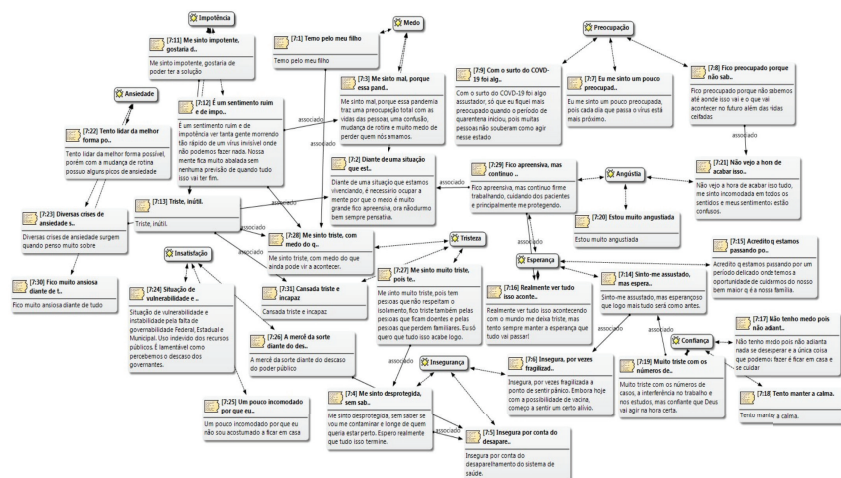 Impotência
[7:11] Me sinto impotente,
gostaria d..
Me sinto impotente, gostaria de
poder ter a solução
[7:1] Temo pelo meu filho
Temo pelo meu filho
Medo
Preocupação
[7:3] Me sinto mal, porque
essa pand..
Me sinto mal, porque essa pandemia
traz uma preocupação total com as
vidas das pessoas, uma confusão,
mudança de rotina e muito medo de
perder quem nós amamos.
[7:9] Com o surto do COVD-
19 foi alg..
Com o surto do COVD-19 foi algo
assustador, só que eu fiquei mais
preocupado quando o período de
quarentena iniciou, pois muitas
pessoas não souberam como agir
nesse estado
[7:7] Eu me sinto um pouco
preocupad..
Eu me sinto um pouco preocupada,
pois cada dia que passa o vírus está
mais próximo.
[7:8] Fico preocupado porque
não sab..
Fico preocupado porque não sabemos
até aonde isso vai e o que vai
acontecer no futuro além das vidas
ceifadas
Ansiedade
[7:22] Tento lidar da melhor
forma po..
Tento lidar da melhor forma possível,
porém com a mudança de rotina
possuo alguns picos de ansiedade
[7:12] É um sentimento ruim
e de impo..
É um sentimento ruim e de
impotência ver tanta gente morrendo
tão rápido de um vírus invisível onde
não podemos fazer nada. Nossa
mente fica muito abalada sem
nenhuma previsão de quando tudo
isso vai ter fim.
associado
[7:2] Diante de uma situação
que est..
Diante de uma situação que estamos
vivenciando, é necessário ocupar a
mente por que o medo é muito
grande fico apreensiva, ora não durmo
bem sempre pensativa.
associado
[7:29] Fico apreensiva, mas
continuo ..
Fico apreensiva, mas continuo firme
trabalhando, cuidando dos pacientes
e principalmente me protegendo.
Angústia
[7:20] Estou muito angustiada
Estou muito angustiada
associado
[7:21] Não vejo a hora de
acabar isso..
Não vejo a hora de acabar isso tudo,
me sinto incomodada em todos os
sentidos e meus sentimentos estão
confusos.
[7:23] Diversas crises de
ansiedade s..
Diversas crises de ansiedade surgem
quando penso muito sobre
associado
[7:13] Triste, inútil.
Triste, inútil.
associado
associado
[7:28] Me sinto triste, com
medo do q..
Me sinto triste, com medo do que
ainda pode vir a acontecer.
Tristeza
[7:30] Fico muito ansiosa
diante de t..
Fico muito ansiosa diante de tudo
Insatisfação
[7:24] Situação de
vulnerabilidade e ..
Situação de vulnerabilidade e
instabilidade pela falta de
governabilidade Federal, Estadual e
Municipal. Uso indevido dos recursos
públicos. É lamentável como
percebemos o descaso dos
governantes.
[7:31] Cansada triste e
incapaz
Cansada triste e incapaz
[7:27] Me sinto muito triste,
pois te..
Me sinto muito triste, pois tem
pessoas que não respeitam o
isolamento, fico triste também pelas
pessoas que ficam doentes e pelas
pessoas que perdem familiares. Eu só
quero que tudo isso acabe logo.
Esperança
[7:16] Realmente ver tudo
isso aconte..
Realmente ver tudo isso acontecendo
com o mundo me deixa triste, mas
tento sempre manter a esperança que
tudo vai passar!
[7:14] Sinto-me assustado,
mas espera..
Sinto-me assustado, mas esperançoso
que logo mais tudo será como antes.
[7:15] Acredito q estamos
passando po..
Acredito q estamos passando por um
período delicado onde temos a
oportunidade de cuidarmos do nosso
bem maior q é a nossa família.
[7:26] A mercê da sorte
diante do des..
A mercê da sorte diante do descaso
do poder público
associado
Insegurança
[7:6] Insegura, por vezes
fragilizad..
Insegura, por vezes fragilizada a
ponto de sentir pânico. Embora hoje
com a possibilidade de vacina,
começo a sentir um certo alívio.
associado
associado
Confiança
[7:17] Não tenho medo pois
não adiant..
Não tenho medo pois não adianta
nada se desesperar e a única coisa
que podemos fazer é ficar em casa e
se cuidar
[7:19] Muito triste com os
números de..
Muito triste com os números de
casos, a interferência no trabalho e
nos estudos, mas confiante que Deus
vai agir na hora certa.
[7:18] Tento manter a calma.
Tento manter a calma.
[7:25] Um pouco incomodado
por que eu..
Um pouco incomodado por que eu
não sou acostumado a ficar em casa
[7:4] Me sinto desprotegida,
sem sab..
Me sinto desprotegida, sem saber se
vou me contaminar e longe de quem
queria estar perto. Espero realmente
que tudo isso termine.
associado
associado
[7:5] Insegura por conta do
desapare..
Insegura por conta do
desaparelhamento do sistema de
saúde.